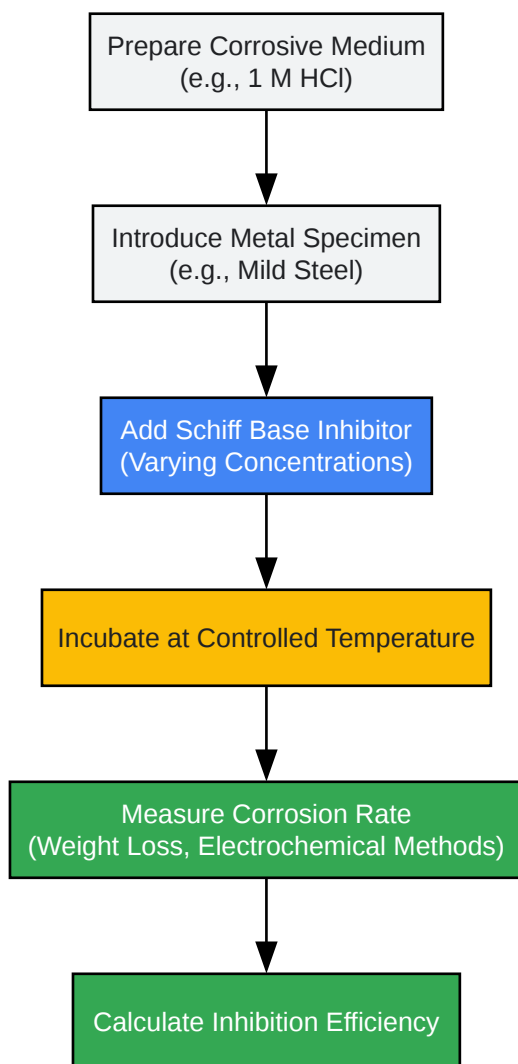 Prepare Corrosive Medium
(e.g., 1 M HCl)
Introduce Metal Specimen
(e.g., Mild Steel)
Add Schiff Base Inhibitor
(Varying Concentrations)
Incubate at Controlled Temperature
Measure Corrosion Rate
(Weight Loss, Electrochemical Methods)
Calculate Inhibition Efficiency